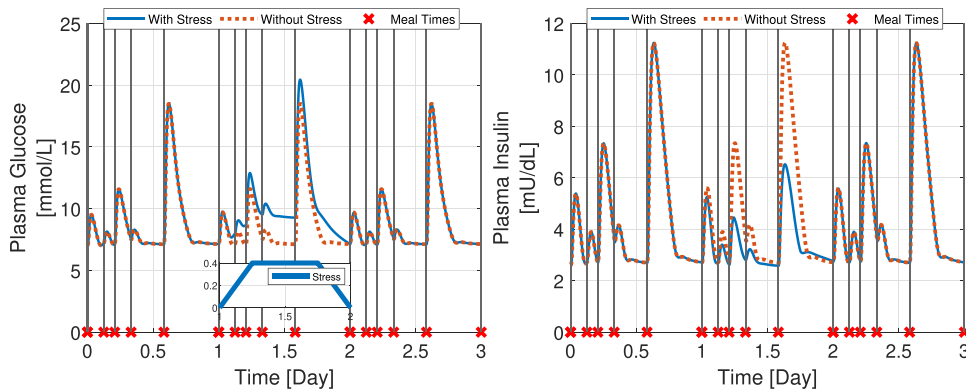 With Stress Without Stress Meal Times
25
20
15
10
5
0
Plasma Glucose
[mmol/L]
0.4
0.2
0
Stress
1 1.5 2
0 0.5 1 1.5 2 2.5 3
Time [Day]
With Strees Without Stress Meal Times
12
10
8
6
4
2
0
Plasma Insulin
[mU/dL]
0 0.5 1 1.5 2 2.5 3
Time [Day]